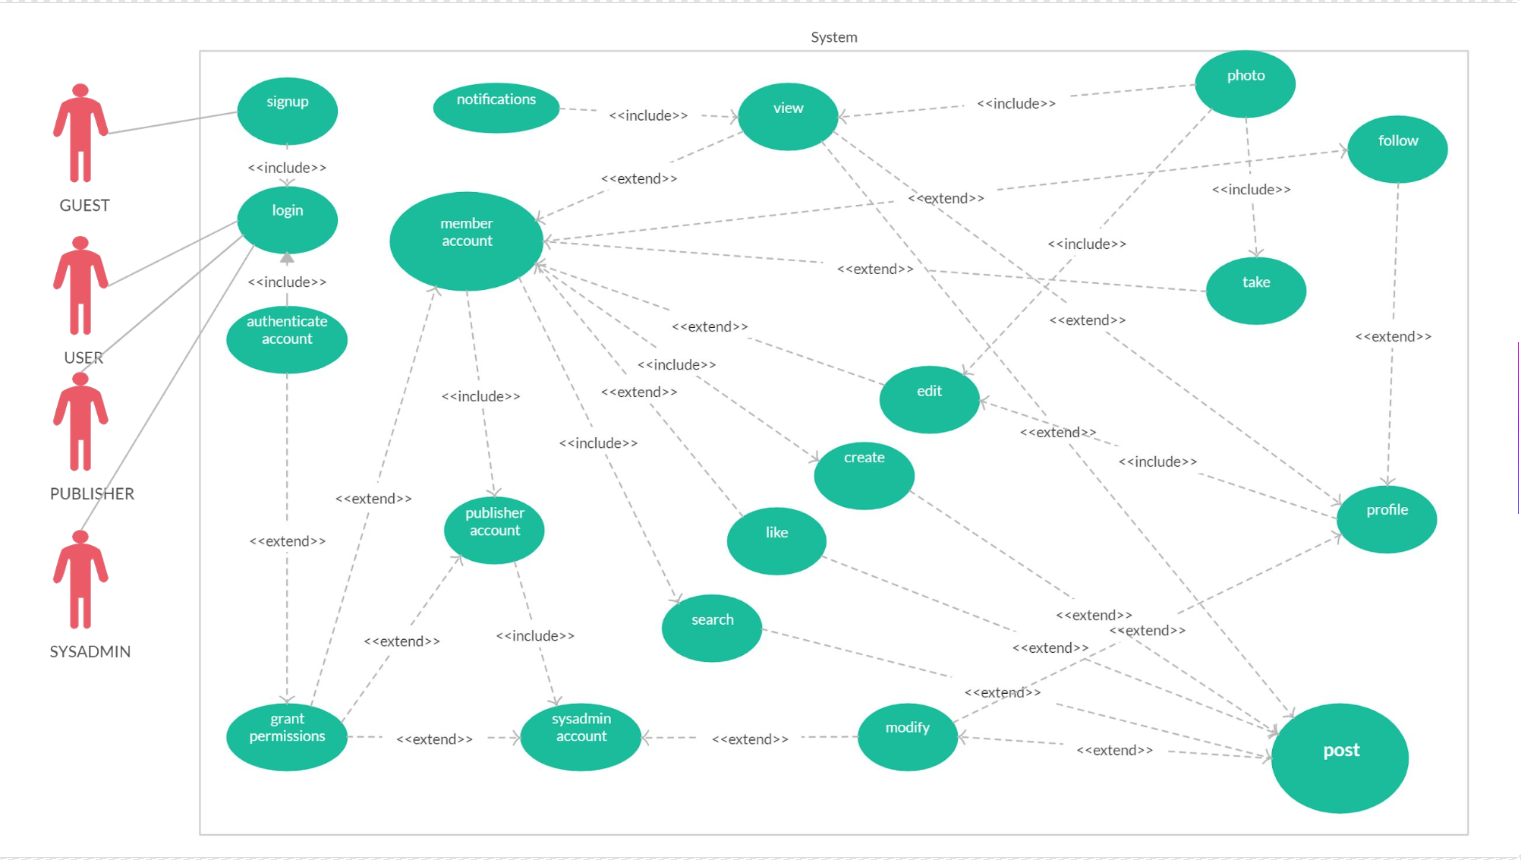 System
GUEST
USER
PUBLISHER
SYSADMIN
signup
<<include>>
login
<<include>>
authenticate
account
<<extend>>
grant
permissions
notifications
<<include>>
view
<<include>>
photo
follow
<<extend>>
member
account
<<extend>>
<<include>>
<<include>>
take
<<extend>>
<<extend>>
<<extend>>
<<extend>>
<<include>>
<<extend>>
<<include>>
<<include>>
edit
<<extend>>
<<include>>
create
<<extend>>
publisher
account
like
profile
search
<<extend>>
<<include>>
<<extend>>
<<extend>>
<<extend>>
<<extend>>
sysadmin
account
<<extend>>
<<extend>>
modify
<<extend>>
post